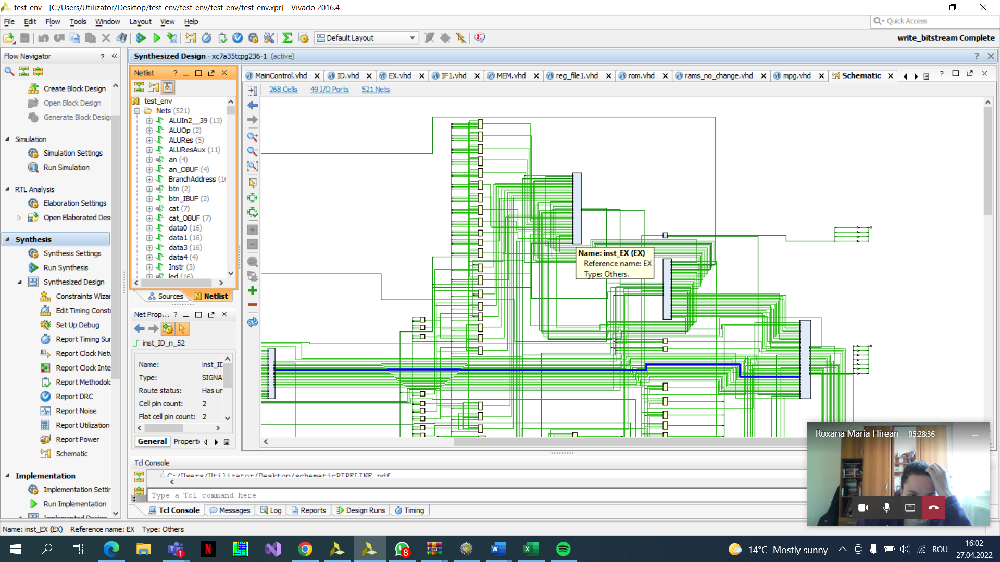 test_env - [C:/Users/Utilizator/Desktop/test_env/test_env/test_env/test_env.xpr] - Vivado 2016.4
File Edit Flow Tools Window Layout View Help
Quick Access
Default Layout
write_bitstream Complete
Flow Navigator ? «
Create Block Design
Open Block Design
Generate Block Desig
Simulation
Simulation Settings
Run Simulation
RTL Analysis
Elaboration Settings
Open Elaborated Des
Synthesis
Synthesis Settings
Run Synthesis
Synthesized Design
Constraints Wizar
Edit Timing Const
Set Up Debug
Report Timing Sur
Report Clock Netv
Report Clock Inte
Report Methodolc
Report DRC
Report Noise
Report Utilization
Report Power
Schematic
Implementation
Implementation Settir
Run Implementation
Implemented Design
Synthesized Design - xc7a35tcpg236-1 (active)
Netlist
test_env
Nets (521)
ALUIn2__39 (13)
ALUOp (2)
ALURes (5)
ALUResAux (11)
an (4)
an_OBUF (4)
BranchAddress (16
btn (2)
btn_IBUF (2)
cat (7)
cat_OBUF (7)
data0 (16)
data1 (16)
data3 (16)
data4 (4)
Instr (3)
led (16)
Sources Netlist
Net Prop... ?
inst_ID_n_52
Name: inst_ID
Type: SIGNA
Route status: Has un
Cell pin count: 2
Flat cell pin count: 2
General Properti
MainControl.vhd ID.vhd EX.vhd IF1.vhd MEM.vhd reg_file1.vhd rom.vhd rams_no_change.vhd mpg.vhd Schematic
268 Cells 49 I/O Ports 521 Nets
Name: inst_EX (EX)
Reference name: EX
Type: Others.
Tcl Console
C:/Users/Utilizator/Desktop/schematicPIPELINE.pdf
Type a Tcl command here
Tcl Console Messages Log Reports Design Runs Timing
Roxana Maria Hirean 05:28:36
Name: inst_EX (EX) Reference name: EX Type: Others
1
8
14°C Mostly sunny
ROU
16:02
27.04.2022